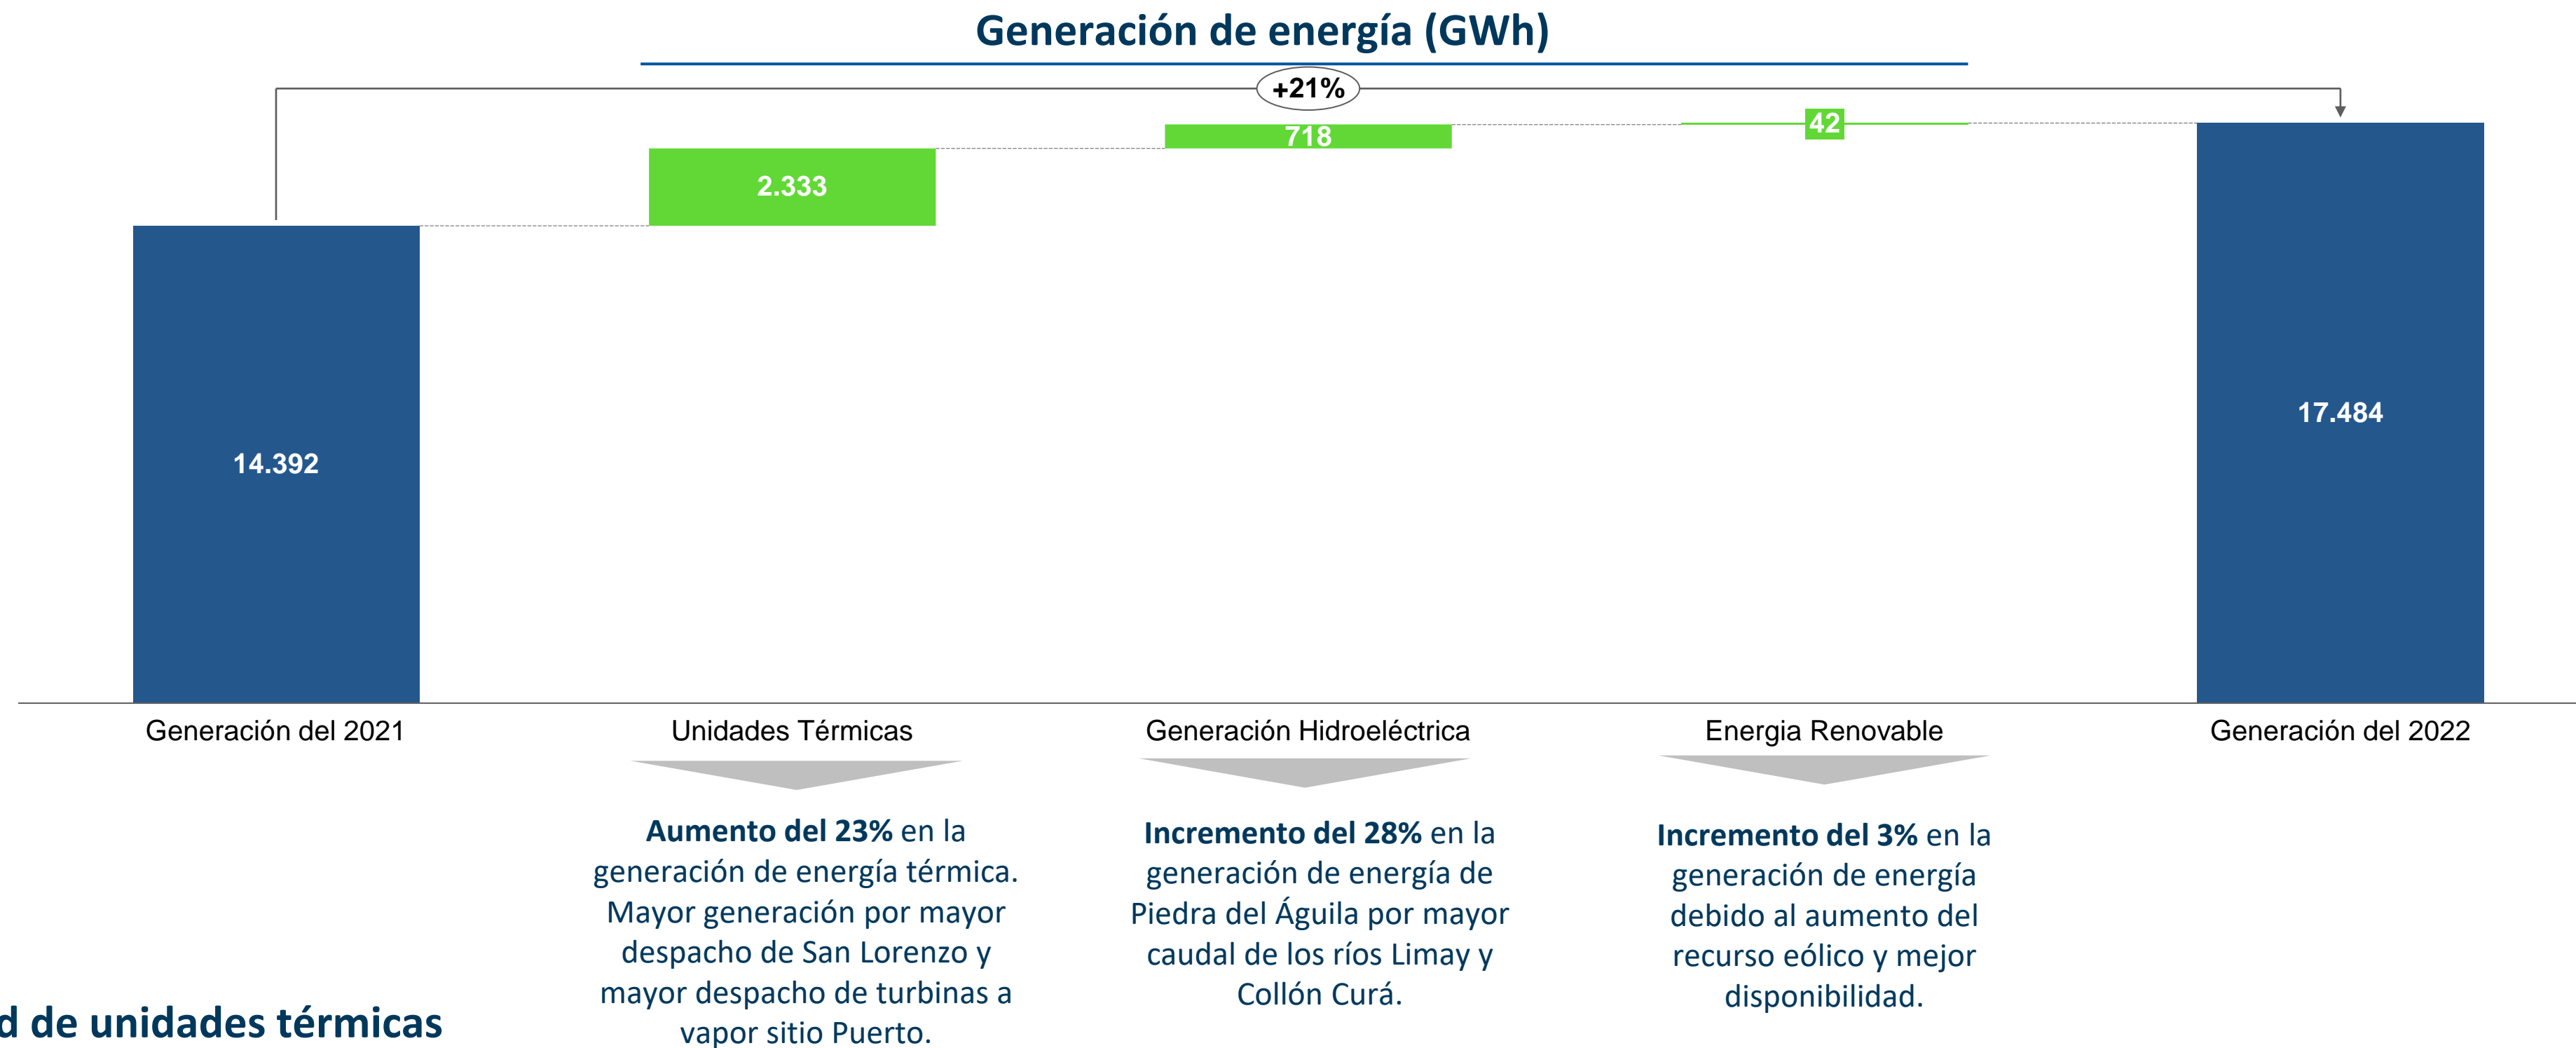 Generación de energía (GWh)
+21%
14.392
2.333
718
42
17.484
Generación del 2021
Unidades Térmicas
Generación Hidroeléctrica
Energia Renovable
Generación del 2022
Aumento del 23% en la
generación de energía térmica.
Mayor generación por mayor
despacho de San Lorenzo y
mayor despacho de turbinas a
vapor sitio Puerto.
Incremento del 28% en la
generación de energía de
Piedra del Águila por mayor
caudal de los ríos Limay y
Collón Curá.
Incremento del 3% en la
generación de energía
debido al aumento del
recurso eólico y mejor
disponibilidad.
d de unidades térmicas